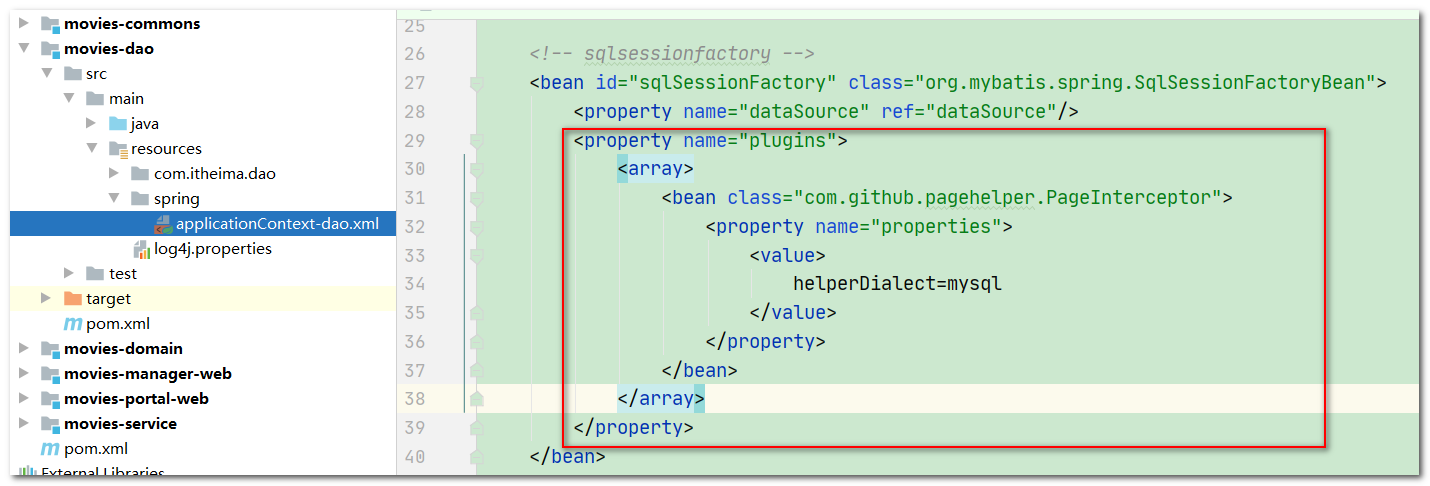 movies-commons
movies-dao
src
main
java
resources
com.itheima.dao
spring
applicationContext-dao.xml
log4j.properties
test
target
pom.xml
movies-domain
movies-manager-web
movies-portal-web
movies-service
pom.xml
External Libraries
25
26 <!-- sqlsessionfactory -->
27 <bean id="sqlSessionFactory" class="org.mybatis.spring.SqlSessionFactoryBean">
28 <property name="dataSource" ref="dataSource"/>
29 <property name="plugins">
30 <array>
31 <bean class="com.github.pagehelper.PageInterceptor">
32 <property name="properties">
33 <value>
34 helperDialect=mysql
35 </value>
36 </property>
37 </bean>
38 </array>
39 </property>
40 </bean>